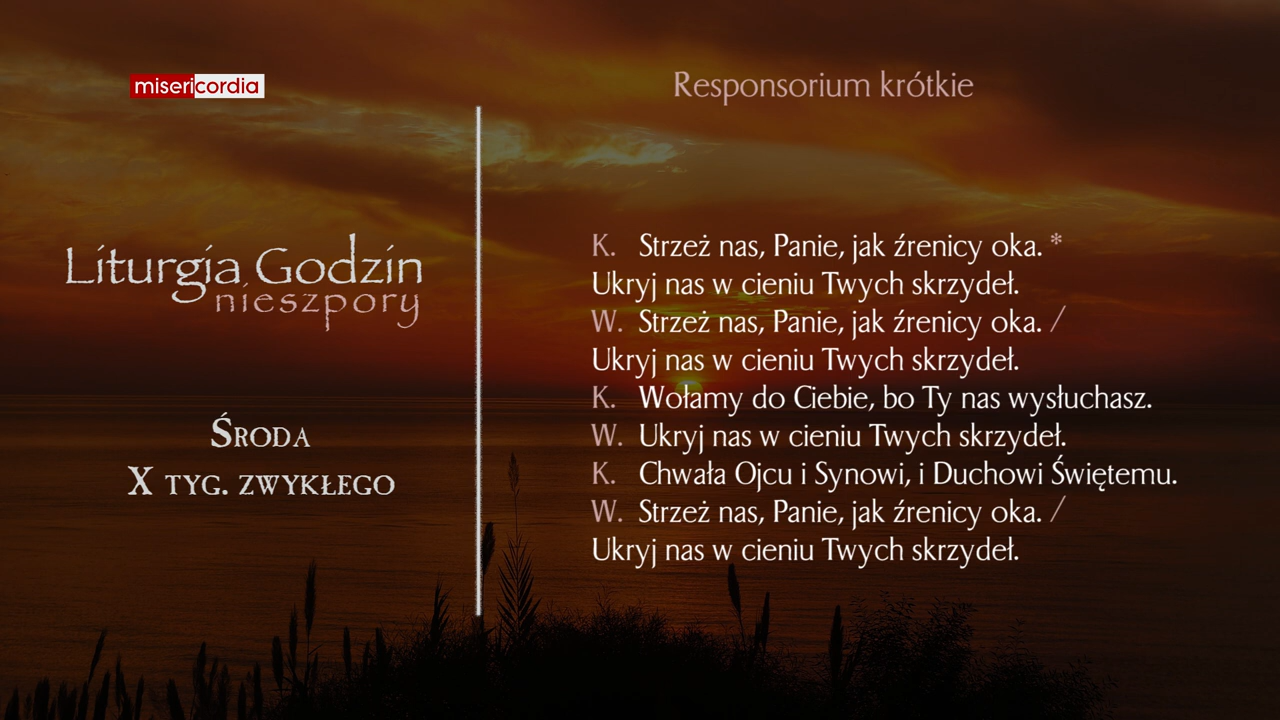 misericordia
Liturgia Godzin
nieszpory
Środa
X tyg. zwykłego
Responsorium krótkie
K. Strzeż nas, Panie, jak źrenicy oka. *
Ukryj nas w cieniu Twych skrzydeł.
W. Strzeż nas, Panie, jak źrenicy oka. /
Ukryj nas w cieniu Twych skrzydeł.
K. Wołamy do Ciebie, bo Ty nas wysłuchasz.
W. Ukryj nas w cieniu Twych skrzydeł.
K. Chwała Ojcu i Synowi, i Duchowi Świętemu.
W. Strzeż nas, Panie, jak źrenicy oka. /
Ukryj nas w cieniu Twych skrzydeł.